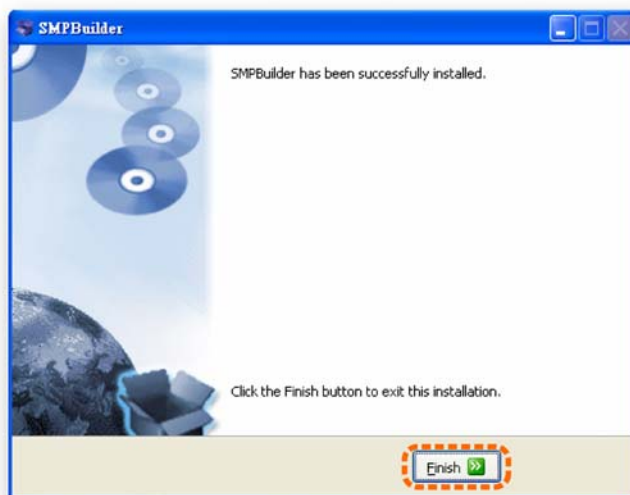 SMPBuilder
SMPBuilder has been successfully installed.
Click the Finish button to exit this installation.
Finish